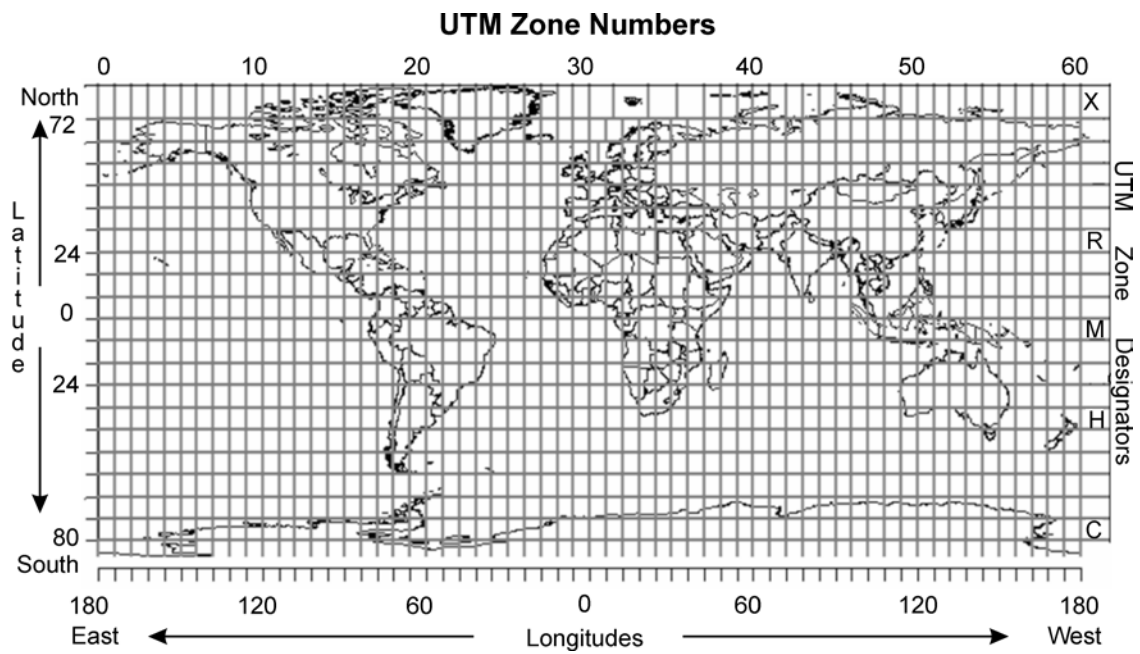 UTM Zone Numbers
0 10 20 30 40 50 60
North
72
24
0
24
80
South
Latitude
X
R
M
H
C
UTM Zone Designators
180 120 60 0 60 120 180
East Longitudes West